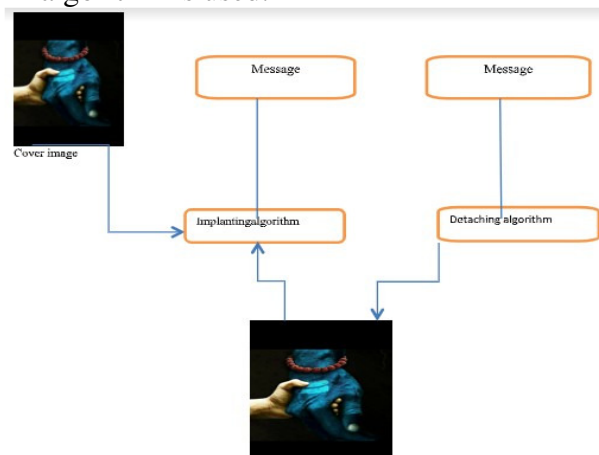 Message
Message
Cover image
Implantingalgorithm
Detaching algorithm